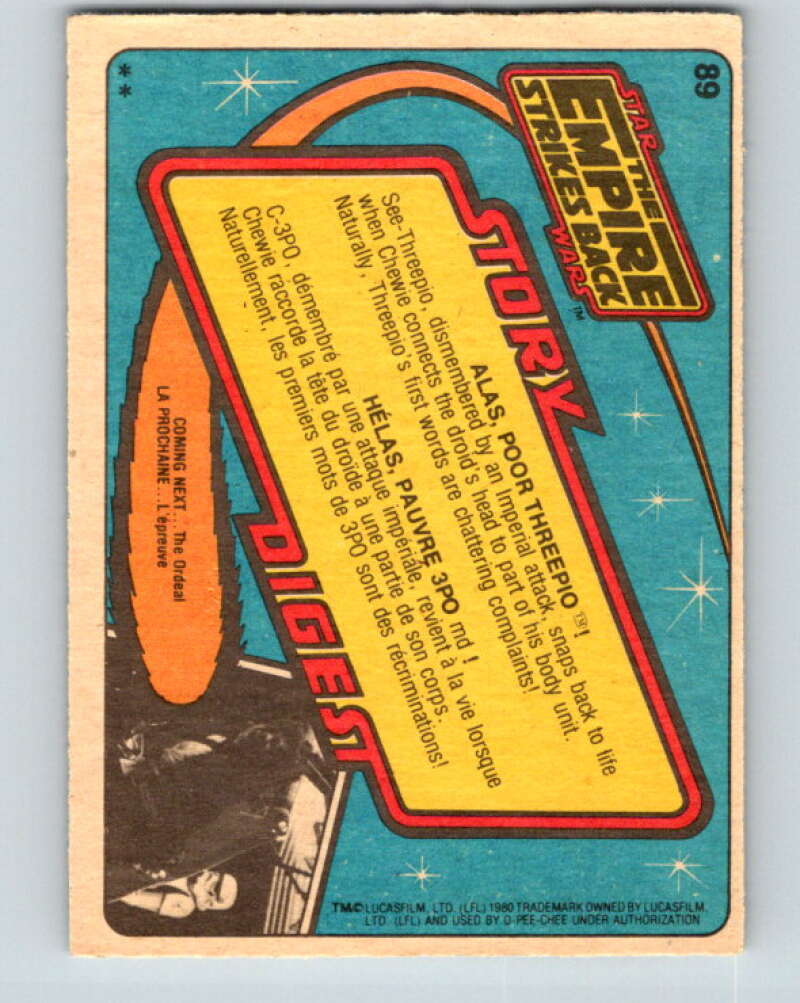 89
STAR
THE
EMPIRE
STRIKES BACK
WARS™
STORY
ALAS, POOR THREEPIO™!
See-Threepio, dismembered by an Imperial attack, snaps back to life
when Chewie connects the droid's head to part of his body unit.
Naturally, Threepio's first words are chattering complaints!
HÉLAS, PAUVRE 3PO md !
C-3PO, démembré par une attaque impériale, revient à la vie lorsque
Chewie raccorde la tête du droïde à une partie de son corps.
Naturellement, les premiers mots de 3PO sont des récriminations!
DIGEST
COMING NEXT... The Ordeal
LA PROCHAINE... L'épreuve
TM© LUCASFILM, LTD. (LFL) 1980 TRADEMARK OWNED BY LUCASFILM,
LTD. (LFL) AND USED BY O-PEE-CHEE UNDER AUTHORIZATION
**